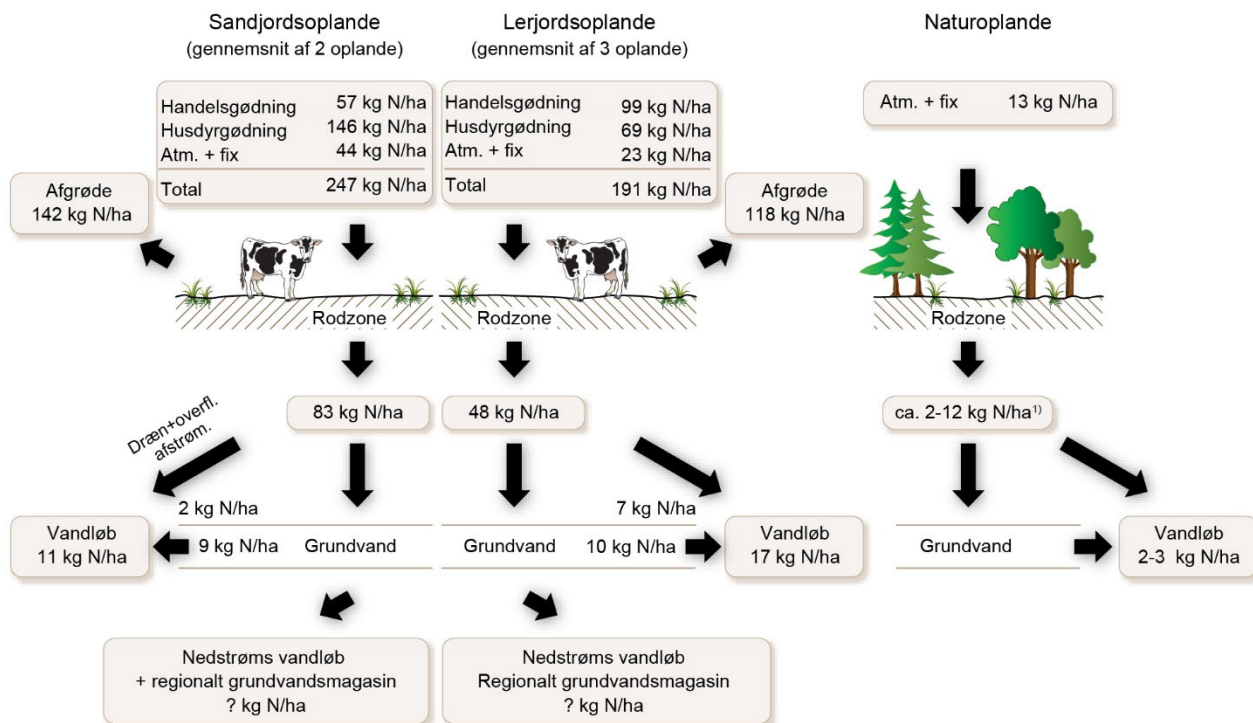 Sandjordsoplande
(gennemsnit af 2 oplande)
Lerjordsoplande
(gennemsnit af 3 oplande)
Naturoplande
Handelsgødning 57 kg N/ha
Husdyrgødning 146 kg N/ha
Atm. + fix 44 kg N/ha
Total 247 kg N/ha
Handelsgødning 99 kg N/ha
Husdyrgødning 69 kg N/ha
Atm. + fix 23 kg N/ha
Total 191 kg N/ha
Atm. + fix 13 kg N/ha
Afgrøde
142 kg N/ha
Afgrøde
118 kg N/ha
Rodzone
Rodzone
Rodzone
83 kg N/ha
48 kg N/ha
ca. 2-12 kg N/ha¹⁾
Dræn+overfl.
afstrøm.
2 kg N/ha
7 kg N/ha
Vandløb
11 kg N/ha
9 kg N/ha
Grundvand
Grundvand
10 kg N/ha
Vandløb
17 kg N/ha
Grundvand
Vandløb
2-3 kg N/ha
Nedstrøms vandløb
+ regionalt grundvandsmagasin
? kg N/ha
Nedstrøms vandløb
Regionalt grundvandsmagasin
? kg N/ha